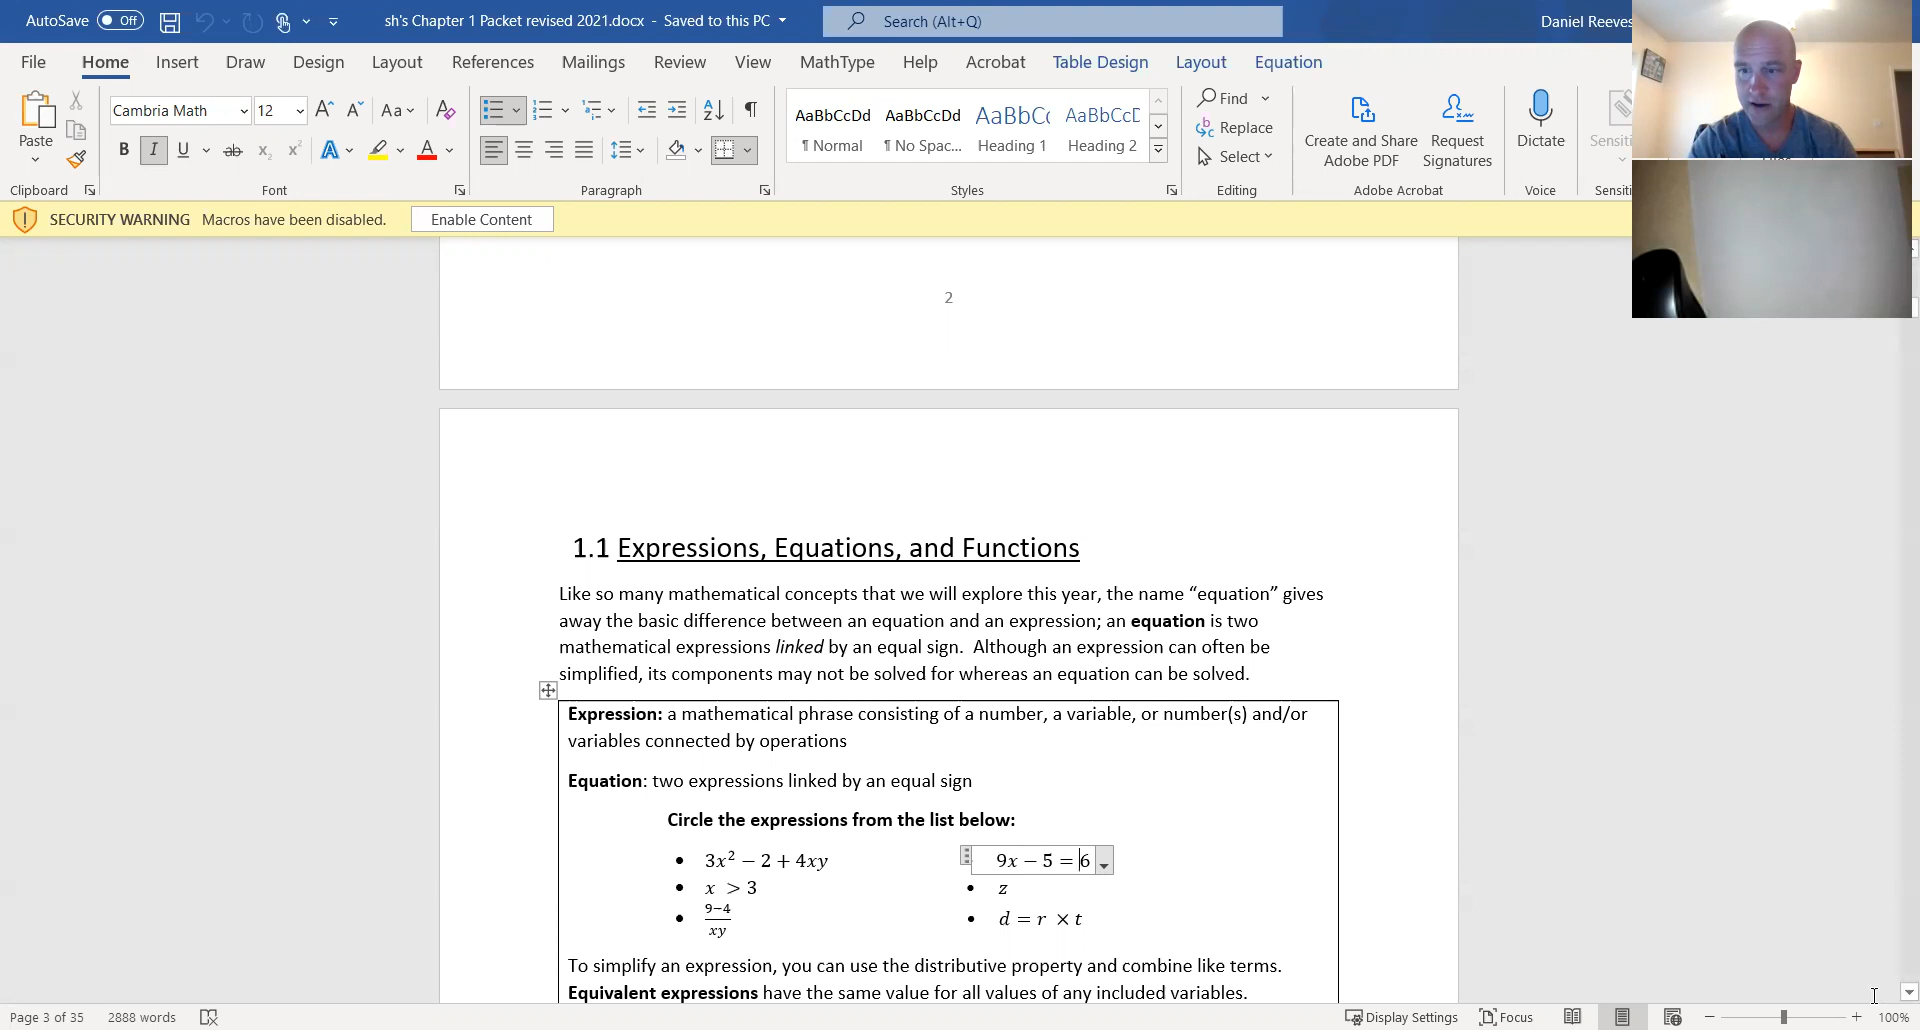 AutoSave Off sh's Chapter 1 Packet revised 2021.docx - Saved to this PC Search (Alt+Q) Daniel Reeves
File Home Insert Draw Design Layout References Mailings Review View MathType Help Acrobat Table Design Layout Equation
Cambria Math 12 Aa AaBbCcDd AaBbCcDd AaBbC AaBbCcD Find
Paste Replace Create and Share Request Dictate Sensiti
B I U ab x₂ x² A A ¶ Normal ¶ No Spac... Heading 1 Heading 2 Select Adobe PDF Signatures
Clipboard Font Paragraph Styles Editing Adobe Acrobat Voice Sensiti
SECURITY WARNING Macros have been disabled. Enable Content
2
1.1 Expressions, Equations, and Functions
Like so many mathematical concepts that we will explore this year, the name “equation” gives
away the basic difference between an equation and an expression; an equation is two
mathematical expressions linked by an equal sign. Although an expression can often be
simplified, its components may not be solved for whereas an equation can be solved.
Expression: a mathematical phrase consisting of a number, a variable, or number(s) and/or
variables connected by operations
Equation: two expressions linked by an equal sign
Circle the expressions from the list below:
• 3x² − 2 + 4xy 9x − 5 = 6
• x > 3 • z
• 9−4/xy • d = r × t
To simplify an expression, you can use the distributive property and combine like terms.
Equivalent expressions have the same value for all values of any included variables.
Page 3 of 35 2888 words Display Settings Focus 100%